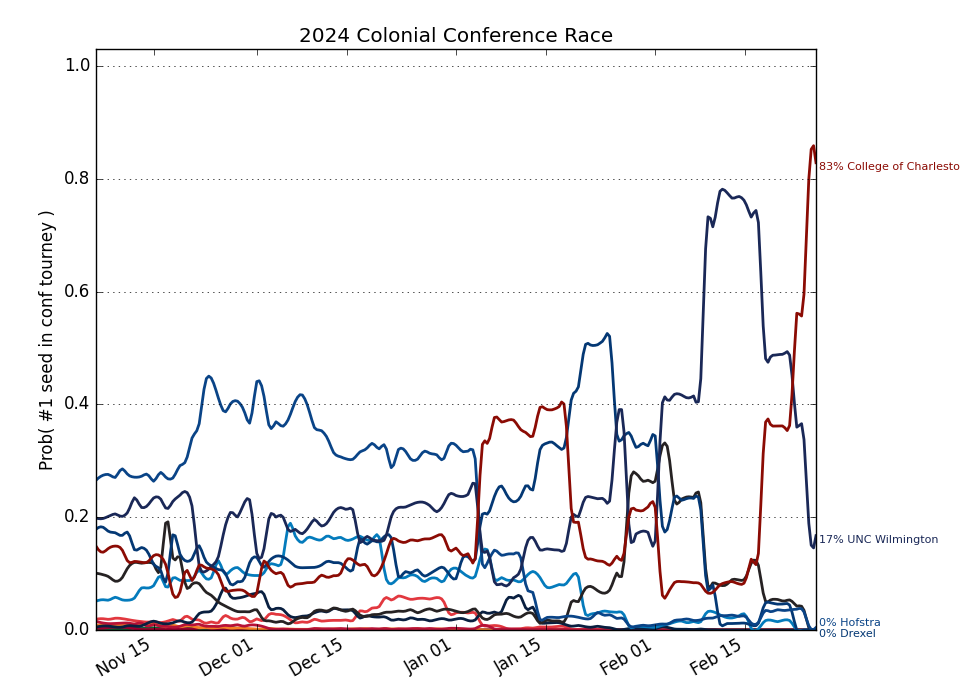 2024 Colonial Conference Race
Prob( #1 seed in conf tourney )
1.0
0.8
0.6
0.4
0.2
0.0
Nov 15
Dec 01
Dec 15
Jan 01
Jan 15
Feb 01
Feb 15
83% College of Charlesto
17% UNC Wilmington
0% Hofstra
0% Drexel